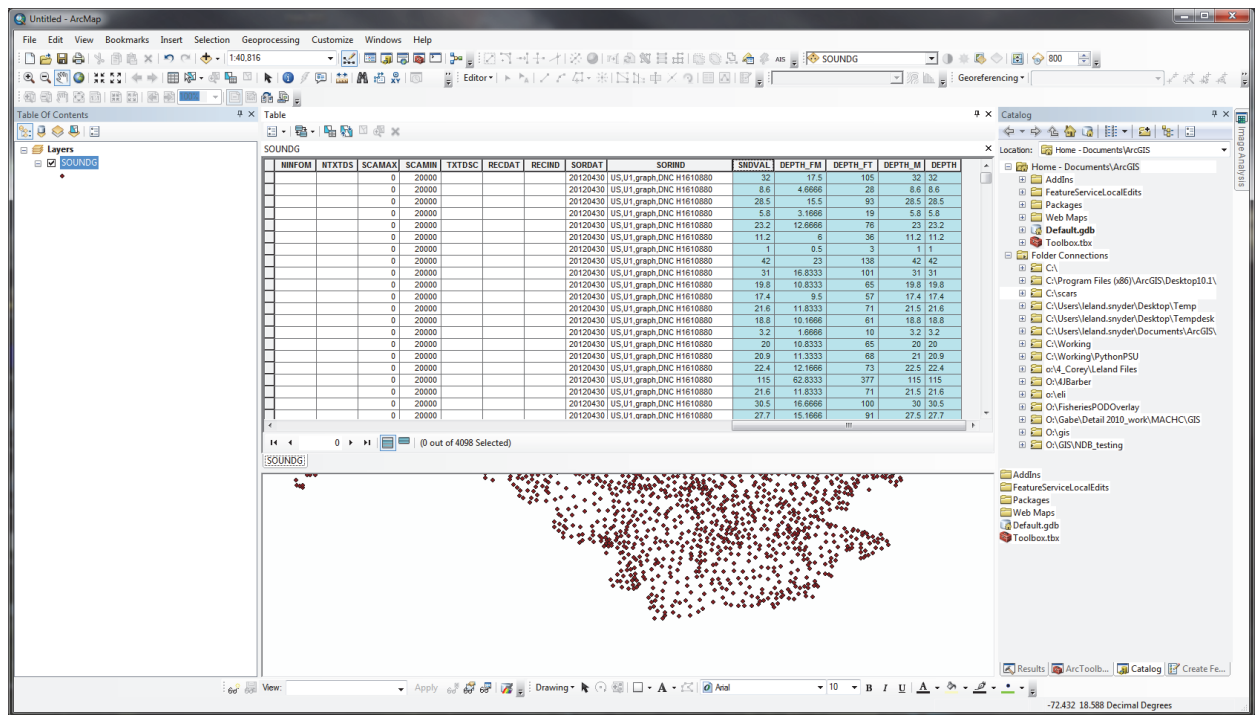 Untitled - ArcMap
File Edit View Bookmarks Insert Selection Geoprocessing Customize Windows Help
1:40,816
AIS
SOUNDG
800
Editor
100%
Georeferencing
Table Of Contents
Layers
SOUNDG
Table
SOUNDG
NINFOM NTXTDS SCAMAX SCAMIN TXTDSC RECDAT RECIND SORDAT SORIND SNDVAL DEPTH_FM DEPTH_FT DEPTH_M DEPTH
0 20000 20120430 US,U1,graph,DNC H1610880 32 17.5 105 32 32
0 20000 20120430 US,U1,graph,DNC H1610880 8.6 4.6666 28 8.6 8.6
0 20000 20120430 US,U1,graph,DNC H1610880 28.5 15.5 93 28.5 28.5
0 20000 20120430 US,U1,graph,DNC H1610880 5.8 3.1666 19 5.8 5.8
0 20000 20120430 US,U1,graph,DNC H1610880 23.2 12.6666 76 23 23.2
0 20000 20120430 US,U1,graph,DNC H1610880 11.2 6 36 11.2 11.2
0 20000 20120430 US,U1,graph,DNC H1610880 1 0.5 3 1 1
0 20000 20120430 US,U1,graph,DNC H1610880 42 23 138 42 42
0 20000 20120430 US,U1,graph,DNC H1610880 31 16.8333 101 31 31
0 20000 20120430 US,U1,graph,DNC H1610880 19.8 10.8333 65 19.8 19.8
0 20000 20120430 US,U1,graph,DNC H1610880 17.4 9.5 57 17.4 17.4
0 20000 20120430 US,U1,graph,DNC H1610880 21.6 11.8333 71 21.5 21.6
0 20000 20120430 US,U1,graph,DNC H1610880 18.8 10.1666 61 18.8 18.8
0 20000 20120430 US,U1,graph,DNC H1610880 3.2 1.6666 10 3.2 3.2
0 20000 20120430 US,U1,graph,DNC H1610880 20 10.8333 65 20 20
0 20000 20120430 US,U1,graph,DNC H1610880 20.9 11.3333 68 21 20.9
0 20000 20120430 US,U1,graph,DNC H1610880 22.4 12.1666 73 22.5 22.4
0 20000 20120430 US,U1,graph,DNC H1610880 115 62.8333 377 115 115
0 20000 20120430 US,U1,graph,DNC H1610880 21.6 11.8333 71 21.5 21.6
0 20000 20120430 US,U1,graph,DNC H1610880 30.5 16.6666 100 30 30.5
0 20000 20120430 US,U1,graph,DNC H1610880 27.7 15.1666 91 27.5 27.7
0 (0 out of 4098 Selected)
SOUNDG
Catalog
Location: Home - Documents\ArcGIS
Home - Documents\ArcGIS
AddIns
FeatureServiceLocalEdits
Packages
Web Maps
Default.gdb
Toolbox.tbx
Folder Connections
C:\
C:\Program Files (x86)\ArcGIS\Desktop10.1\
C:\scars
C:\Users\leland.snyder\Desktop\Temp
C:\Users\leland.snyder\Desktop\Tempdesk
C:\Users\leland.snyder\Documents\ArcGIS\
C:\Working
C:\Working\PythonPSU
o:\4_Corey\Leland Files
O:\4JBarber
o:\eli
O:\FisheriesPODOverlay
O:\Gabe\Detail 2010_work\MACHC\GIS
O:\gis
O:\GIS\NDB_testing
AddIns
FeatureServiceLocalEdits
Packages
Web Maps
Default.gdb
Toolbox.tbx
Image Analysis
Results ArcToolb... Catalog Create Fe...
View: Apply Drawing A Arial 10 B I U A
-72.432 18.588 Decimal Degrees